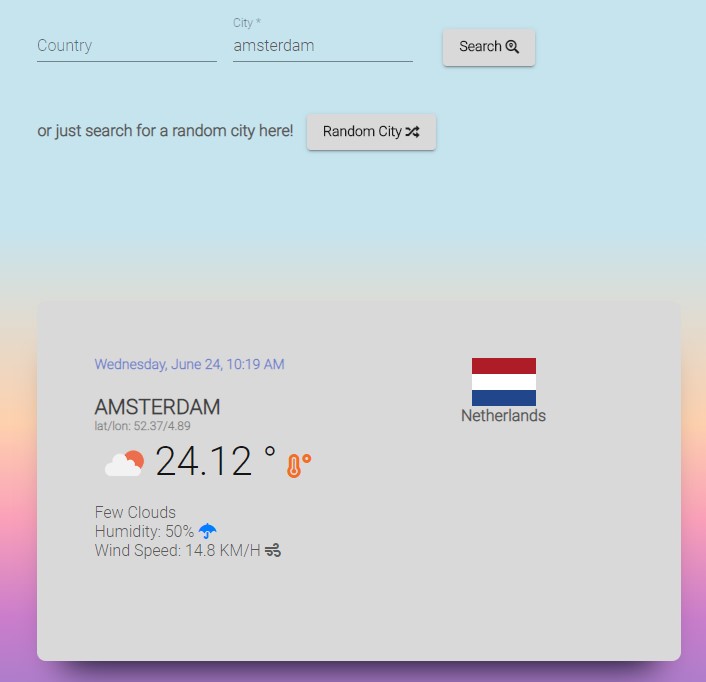 City *
Country
amsterdam
Search
or just search for a random city here!
Random City
Wednesday, June 24, 10:19 AM
AMSTERDAM
lat/lon: 52.37/4.89
Netherlands
24.12 °
Few Clouds
Humidity: 50%
Wind Speed: 14.8 KM/H